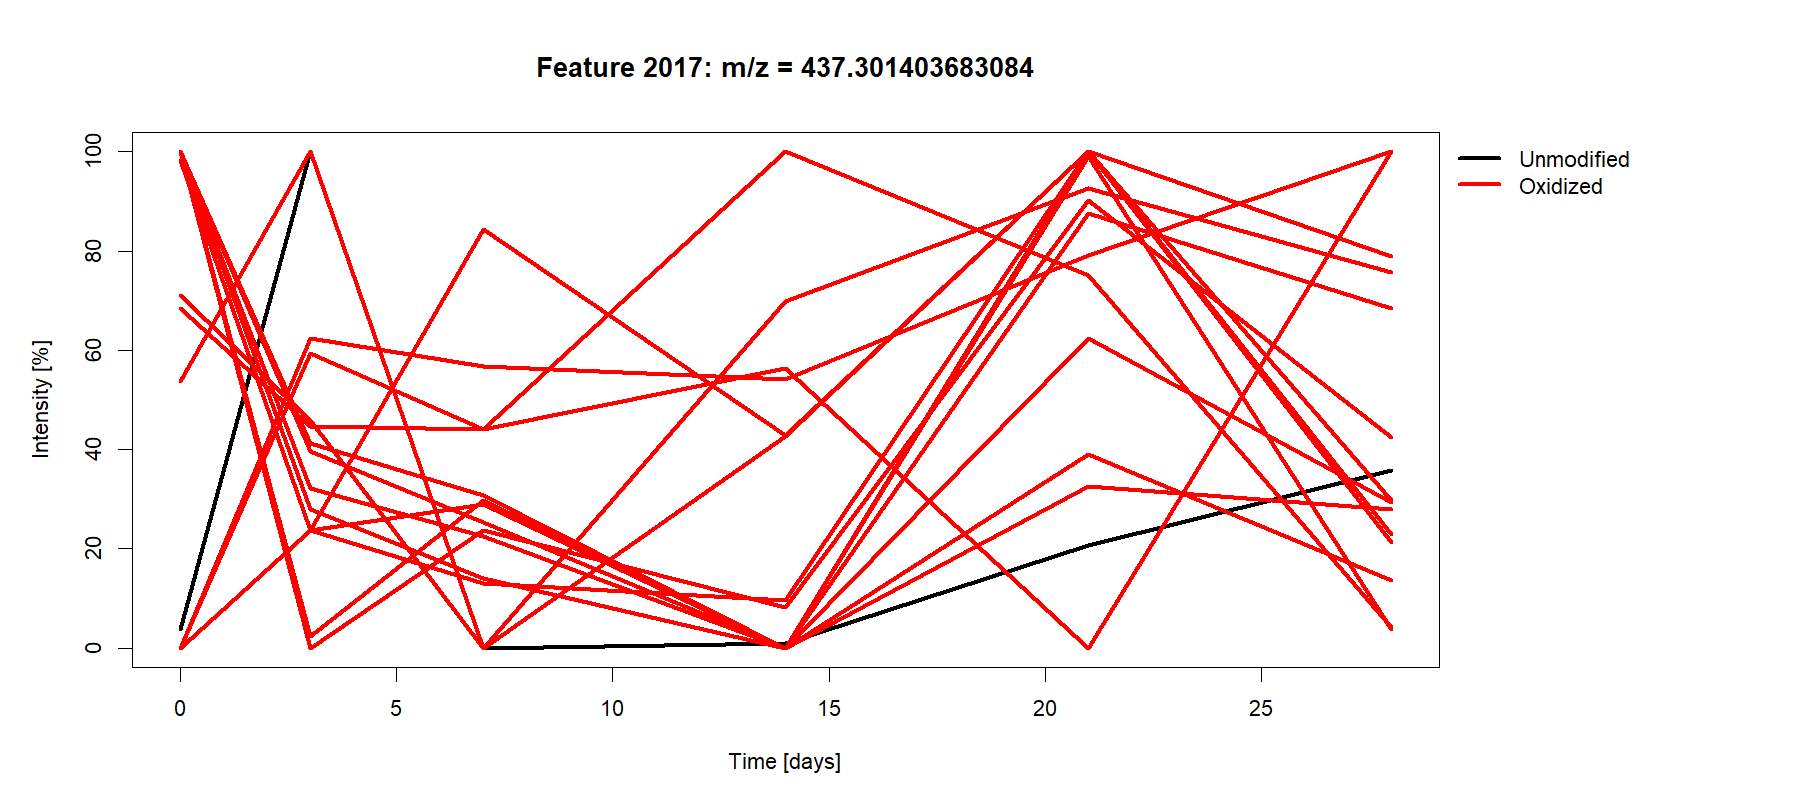 Feature 2017: m/z = 437.301403683084
Unmodified
Oxidized
Intensity [%]
100
80
60
40
20
0
0 5 10 15 20 25
Time [days]